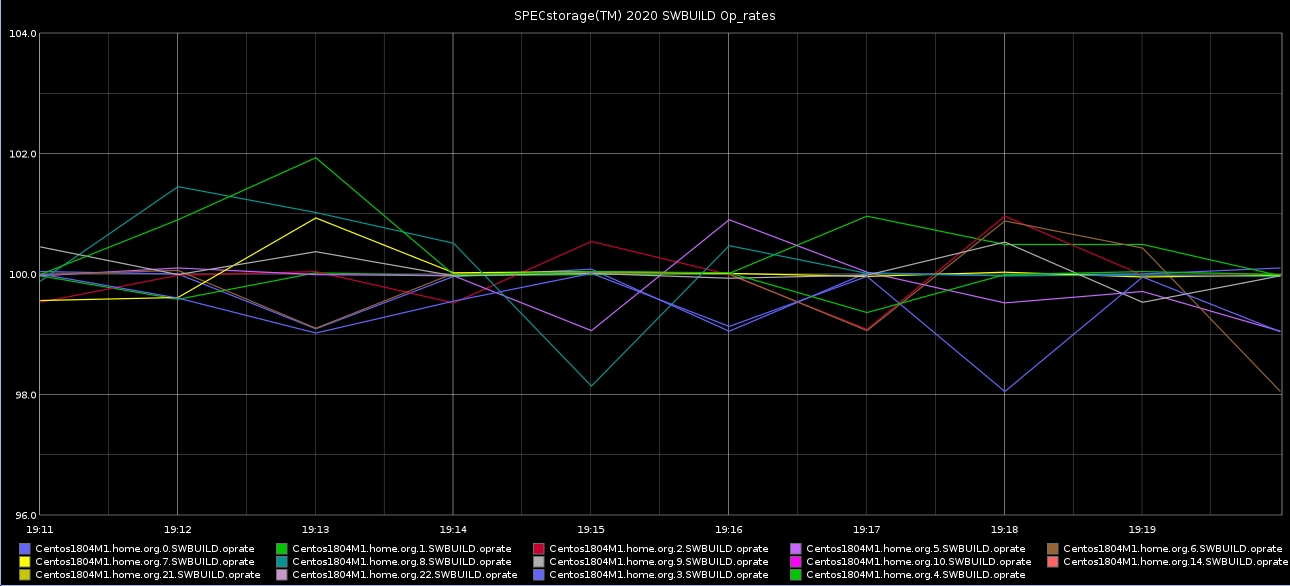 SPECstorage(TM) 2020 SWBUILD Op_rates
104.0
102.0
100.0
98.0
96.0
19:11 19:12 19:13 19:14 19:15 19:16 19:17 19:18 19:19
Centos1804M1.home.org.0.SWBUILD.oprate Centos1804M1.home.org.1.SWBUILD.oprate Centos1804M1.home.org.2.SWBUILD.oprate Centos1804M1.home.org.5.SWBUILD.oprate Centos1804M1.home.org.6.SWBUILD.oprate
Centos1804M1.home.org.7.SWBUILD.oprate Centos1804M1.home.org.8.SWBUILD.oprate Centos1804M1.home.org.9.SWBUILD.oprate Centos1804M1.home.org.10.SWBUILD.oprate Centos1804M1.home.org.14.SWBUILD.oprate
Centos1804M1.home.org.21.SWBUILD.oprate Centos1804M1.home.org.22.SWBUILD.oprate Centos1804M1.home.org.3.SWBUILD.oprate Centos1804M1.home.org.4.SWBUILD.oprate